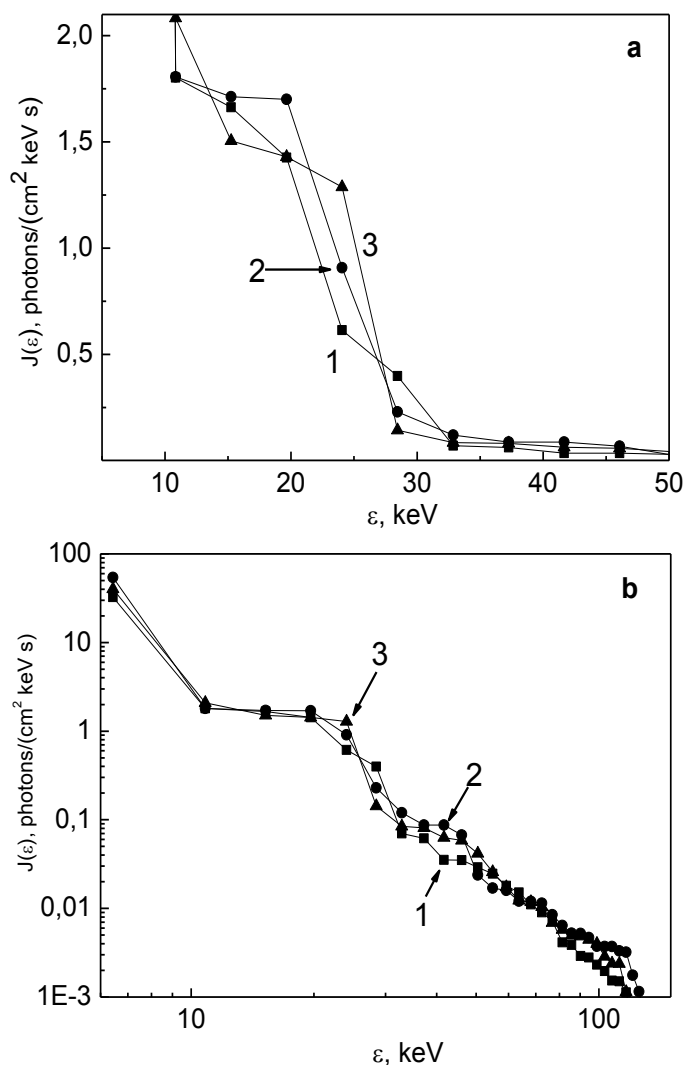 a
2,0
1,5
1,0
0,5
J(ε), photons/(cm² keV s)
3
2
1
10 20 30 40 50
ε, keV
b
100
10
1
0,1
0,01
1E-3
J(ε), photons/(cm² keV s)
3
2
1
10 100
ε, keV